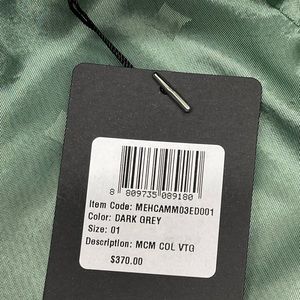 8 809735 089180
Item Code: MEHCAMM03ED001
Color: DARK GREY
Size: 01
Description: MCM COL VTG
$370.00